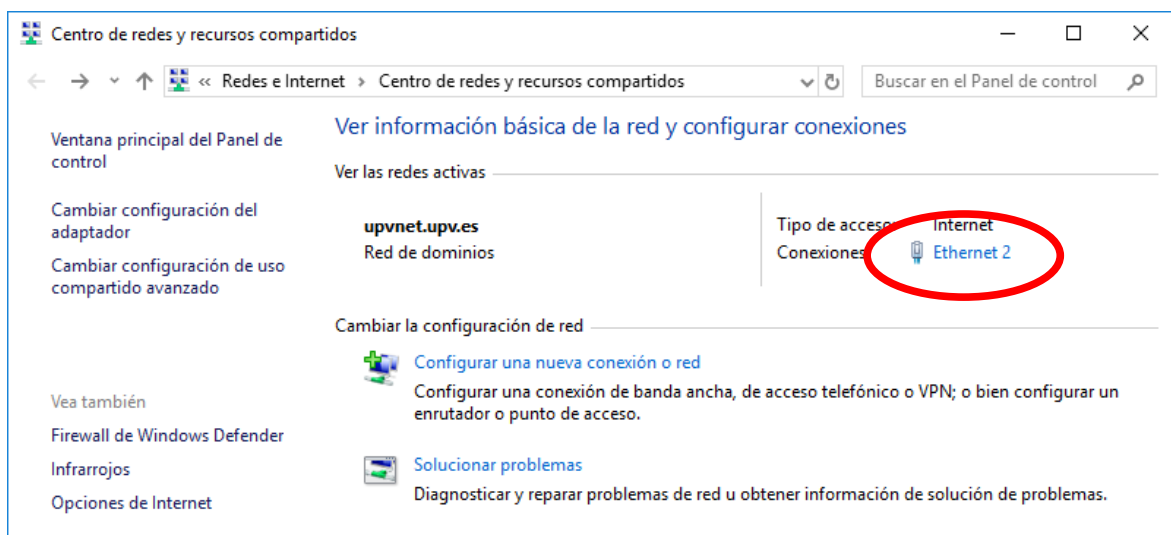 Centro de redes y recursos compartidos
« Redes e Internet > Centro de redes y recursos compartidos
Buscar en el Panel de control
Ventana principal del Panel de
control
Cambiar configuración del
adaptador
Cambiar configuración de uso
compartido avanzado
Vea también
Firewall de Windows Defender
Infrarrojos
Opciones de Internet
Ver información básica de la red y configurar conexiones
Ver las redes activas
upvnet.upv.es
Red de dominios
Tipo de acceso: Internet
Conexiones: Ethernet 2
Cambiar la configuración de red
Configurar una nueva conexión o red
Configurar una conexión de banda ancha, de acceso telefónico o VPN; o bien configurar un
enrutador o punto de acceso.
Solucionar problemas
Diagnosticar y reparar problemas de red u obtener información de solución de problemas.